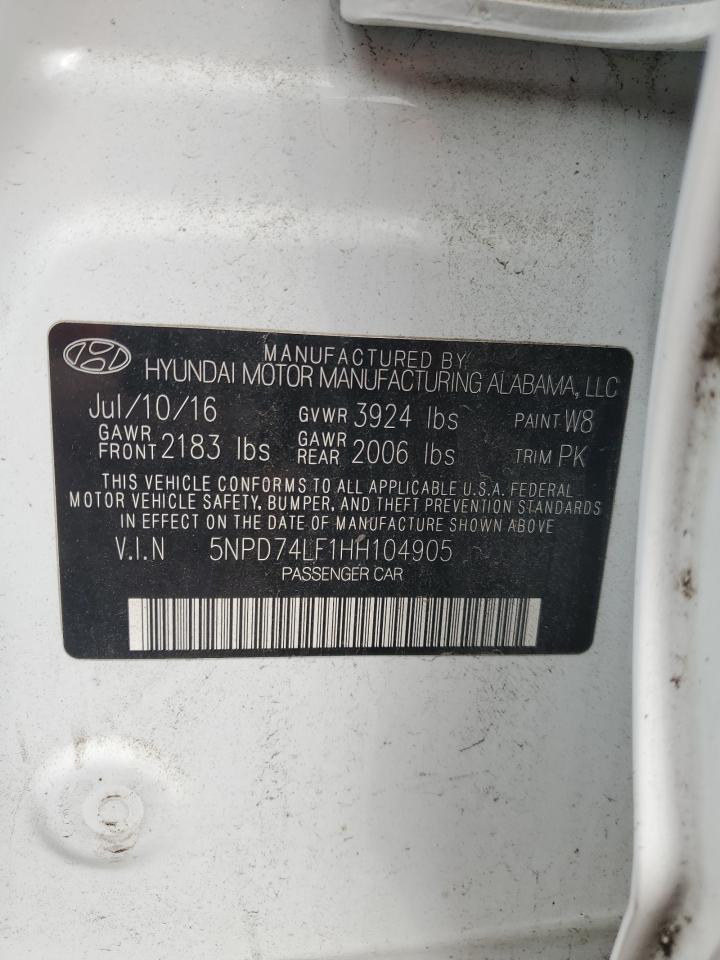 MANUFACTURED BY
HYUNDAI MOTOR MANUFACTURING ALABAMA, LLC
Jul/10/16 GVWR 3924 lbs PAINT W8
GAWR FRONT 2183 lbs GAWR REAR 2006 lbs TRIM PK
THIS VEHICLE CONFORMS TO ALL APPLICABLE U.S.A. FEDERAL
MOTOR VEHICLE SAFETY, BUMPER, AND THEFT PREVENTION STANDARDS
IN EFFECT ON THE DATE OF MANUFACTURE SHOWN ABOVE
V.I.N 5NPD74LF1HH104905
PASSENGER CAR